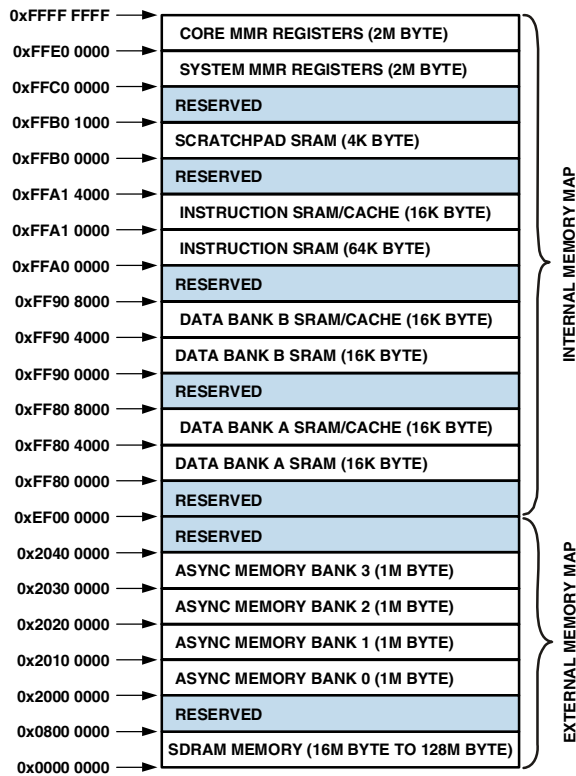 0xFFFF FFFF
CORE MMR REGISTERS (2M BYTE)
0xFFE0 0000
SYSTEM MMR REGISTERS (2M BYTE)
0xFFC0 0000
RESERVED
0xFFB0 1000
SCRATCHPAD SRAM (4K BYTE)
0xFFB0 0000
RESERVED
0xFFA1 4000
INSTRUCTION SRAM/CACHE (16K BYTE)
0xFFA1 0000
INSTRUCTION SRAM (64K BYTE)
0xFFA0 0000
RESERVED
0xFF90 8000
DATA BANK B SRAM/CACHE (16K BYTE)
0xFF90 4000
DATA BANK B SRAM (16K BYTE)
0xFF90 0000
RESERVED
0xFF80 8000
DATA BANK A SRAM/CACHE (16K BYTE)
0xFF80 4000
DATA BANK A SRAM (16K BYTE)
0xFF80 0000
RESERVED
0xEF00 0000
RESERVED
0x2040 0000
ASYNC MEMORY BANK 3 (1M BYTE)
0x2030 0000
ASYNC MEMORY BANK 2 (1M BYTE)
0x2020 0000
ASYNC MEMORY BANK 1 (1M BYTE)
0x2010 0000
ASYNC MEMORY BANK 0 (1M BYTE)
0x2000 0000
RESERVED
0x0800 0000
SDRAM MEMORY (16M BYTE TO 128M BYTE)
0x0000 0000
INTERNAL MEMORY MAP
EXTERNAL MEMORY MAP